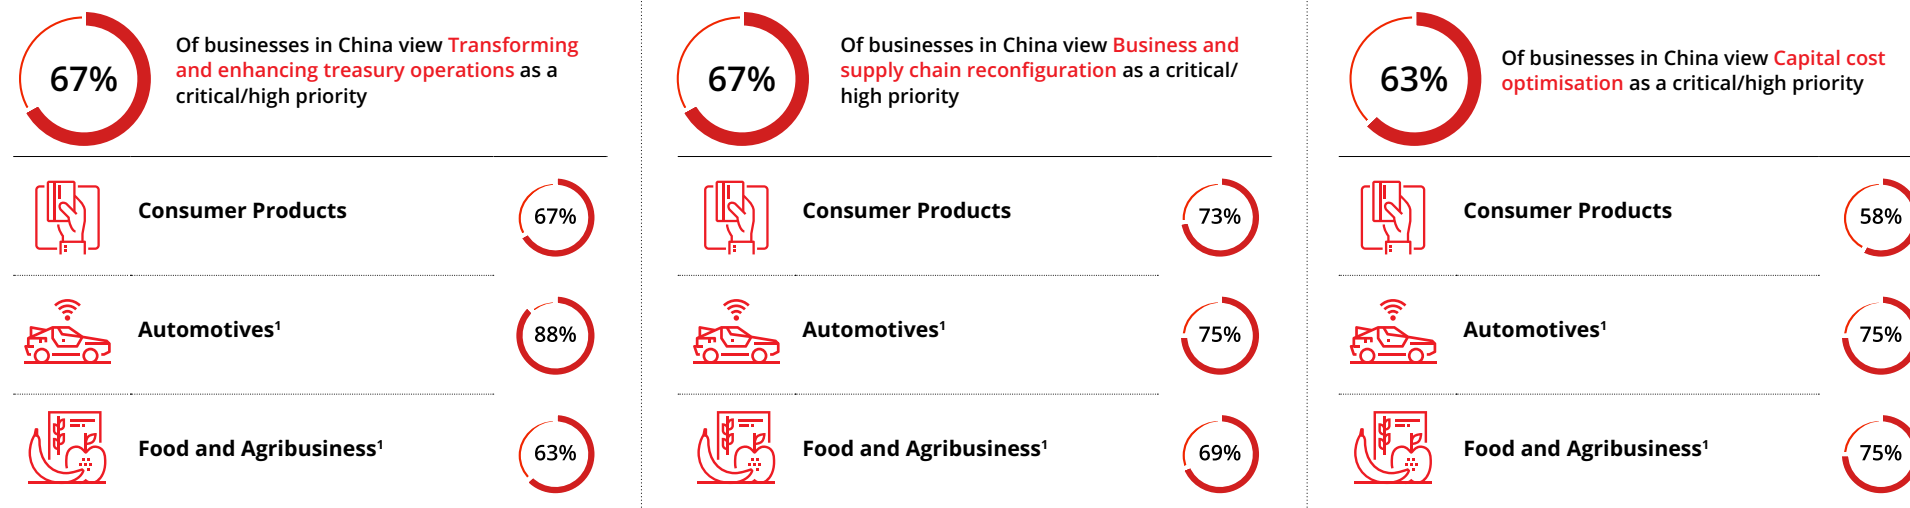 67%
Of businesses in China view Transforming
and enhancing treasury operations as a
critical/high priority
Consumer Products
67%
Automotives¹
88%
Food and Agribusiness¹
63%
67%
Of businesses in China view Business and
supply chain reconfiguration as a critical/
high priority
Consumer Products
73%
Automotives¹
75%
Food and Agribusiness¹
69%
63%
Of businesses in China view Capital cost
optimisation as a critical/high priority
Consumer Products
58%
Automotives¹
75%
Food and Agribusiness¹
75%